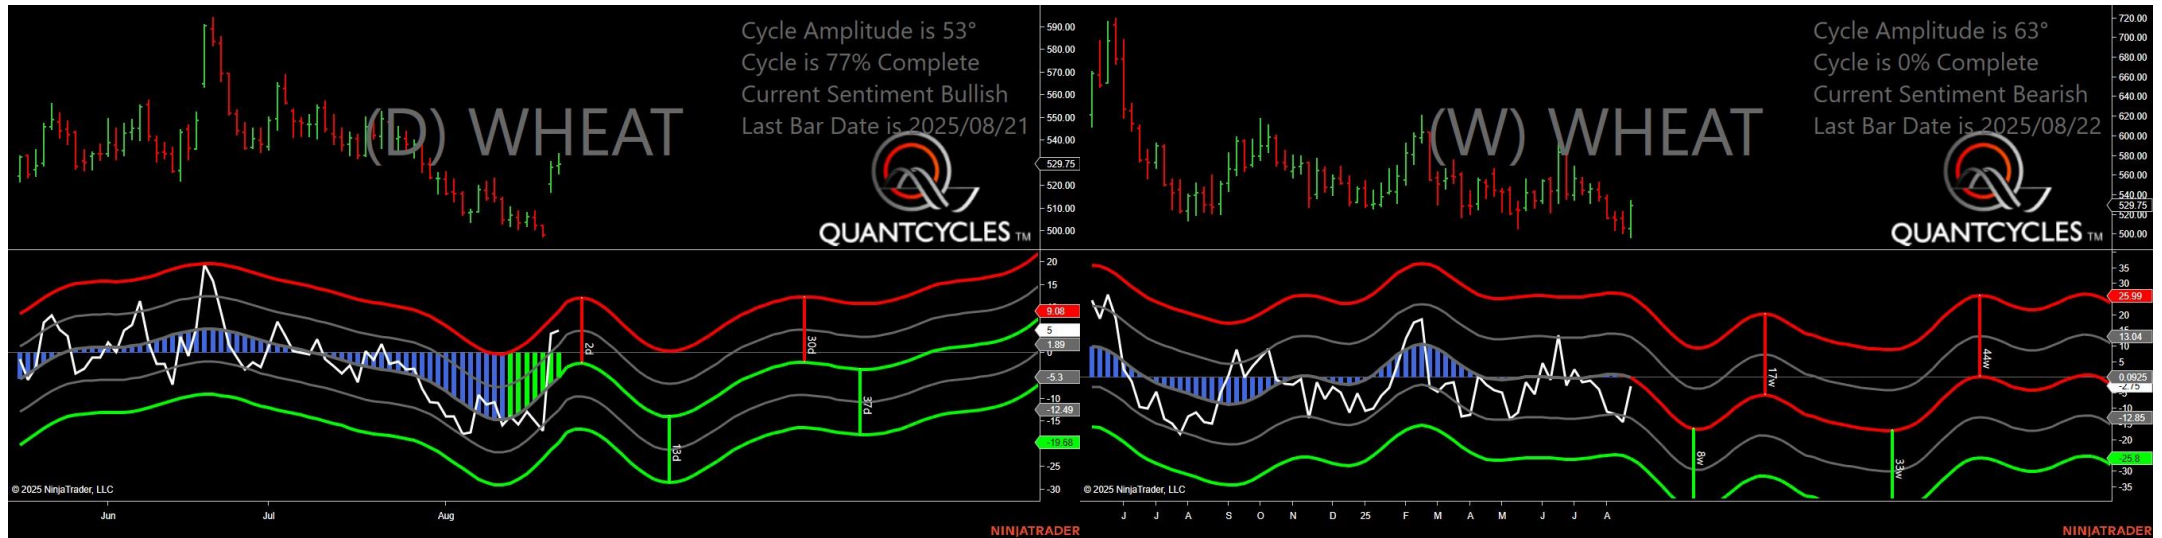 Cycle Amplitude is 53°
Cycle is 77% Complete
Current Sentiment Bullish
Last Bar Date is 2025/08/21
(D) WHEAT
QUANTCYCLES TM
590.00
580.00
570.00
560.00
550.00
540.00
529.75
520.00
510.00
500.00
20
15
9.08
5
1.89
0
-5.3
-10
-12.49
-15
-19.68
-25
-30
2d
13d
30d
37d
© 2025 NinjaTrader, LLC
Jun
Jul
Aug
NINJATRADER
Cycle Amplitude is 63°
Cycle is 0% Complete
Current Sentiment Bearish
Last Bar Date is 2025/08/22
(W) WHEAT
QUANTCYCLES TM
720.00
700.00
680.00
660.00
640.00
620.00
600.00
580.00
560.00
540.00
529.75
520.00
500.00
35
25.99
20
15
13.04
10
5
0.0925
-2.75
-5
-10
-12.85
-20
-25.8
-30
-35
8w
17w
33w
44w
© 2025 NinjaTrader, LLC
J
J
A
S
O
N
D
25
F
M
A
M
J
J
A
NINJATRADER